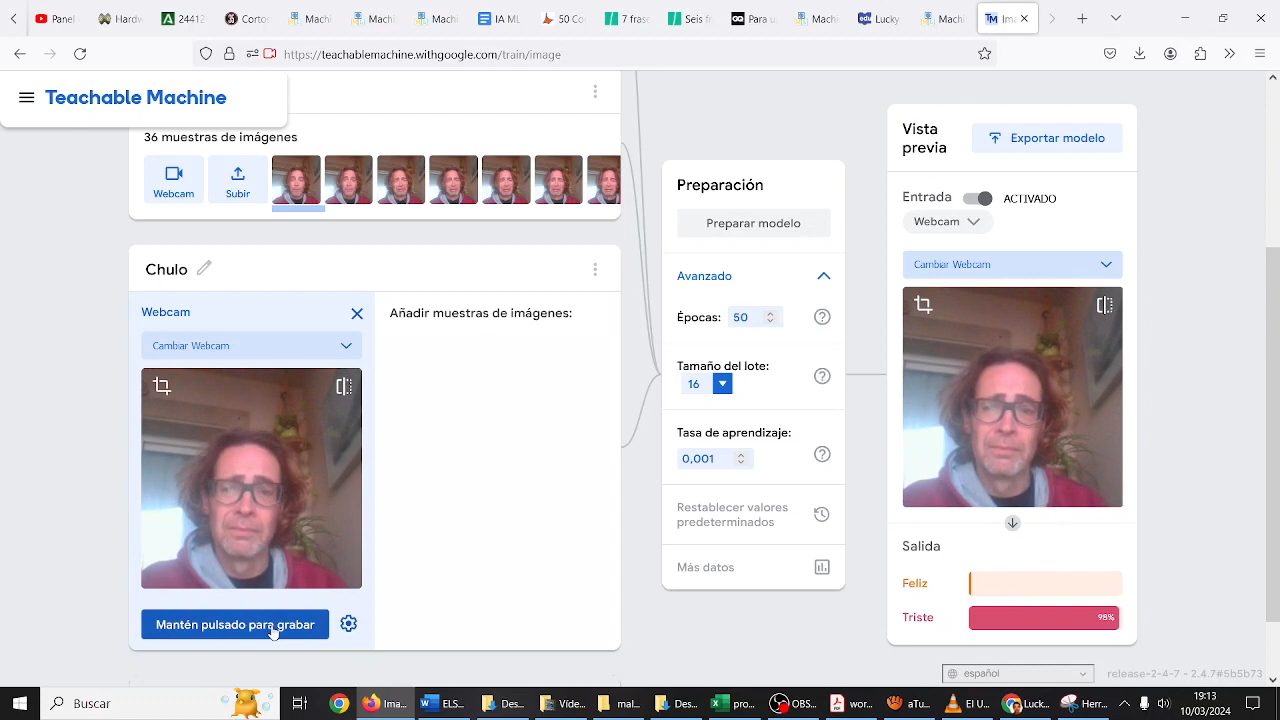 Panel
Hardw
24412
Corto
Machi
Machi
Machi
IA ML
50 Co
7 fras
Seis fr
Para u
Machi
Lucky
Machi
Ima
https://teachablemachine.withgoogle.com/train/image
Teachable Machine
36 muestras de imágenes
Webcam
Subir
Chulo
Webcam
Cambiar Webcam
Mantén pulsado para grabar
Añadir muestras de imágenes:
Preparación
Preparar modelo
Avanzado
Épocas: 50
Tamaño del lote:
16
Tasa de aprendizaje:
0,001
Restablecer valores
predeterminados
Más datos
Vista
previa
Exportar modelo
Entrada ACTIVADO
Webcam
Cambiar Webcam
Salida
Feliz
Triste 98%
español
release-2-4-7 - 2.4.7#5b5b73
Buscar
Ima...
ES...
Des...
Víde...
mal...
Des...
pro...
OBS...
wor...
aTu...
El U...
Luck...
Herr...
19:13
10/03/2024